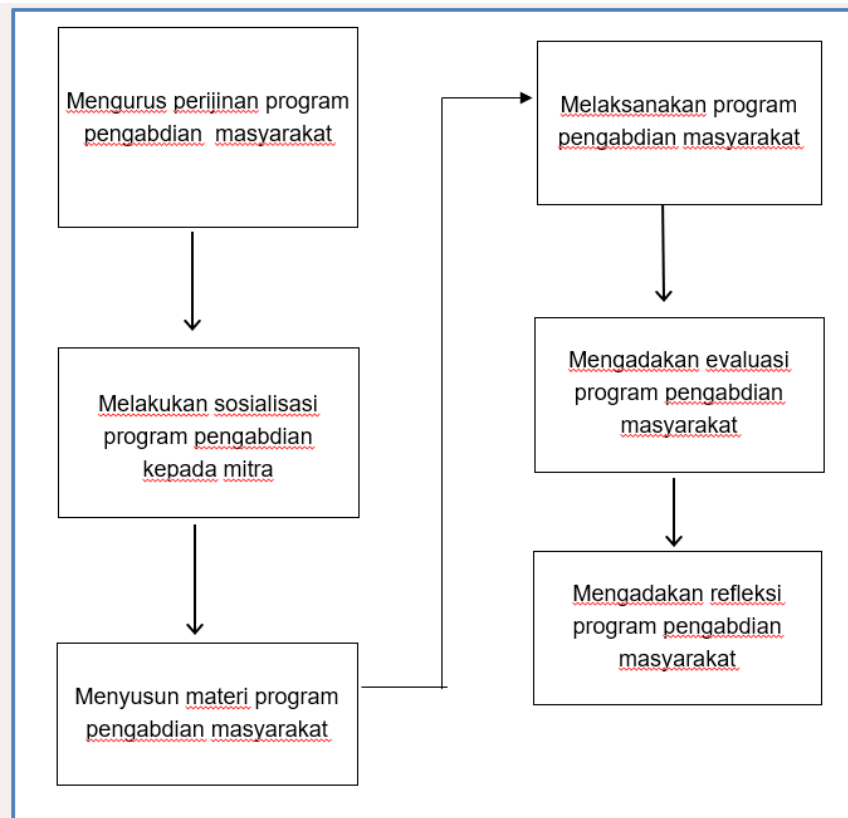 Mengurus perijinan program
pengabdian masyarakat
Melakukan sosialisasi
program pengabdian
kepada mitra
Menyusun materi program
pengabdian masyarakat
Melaksanakan program
pengabdian masyarakat
Mengadakan evaluasi
program pengabdian
masyarakat
Mengadakan refleksi
program pengabdian
masyarakat